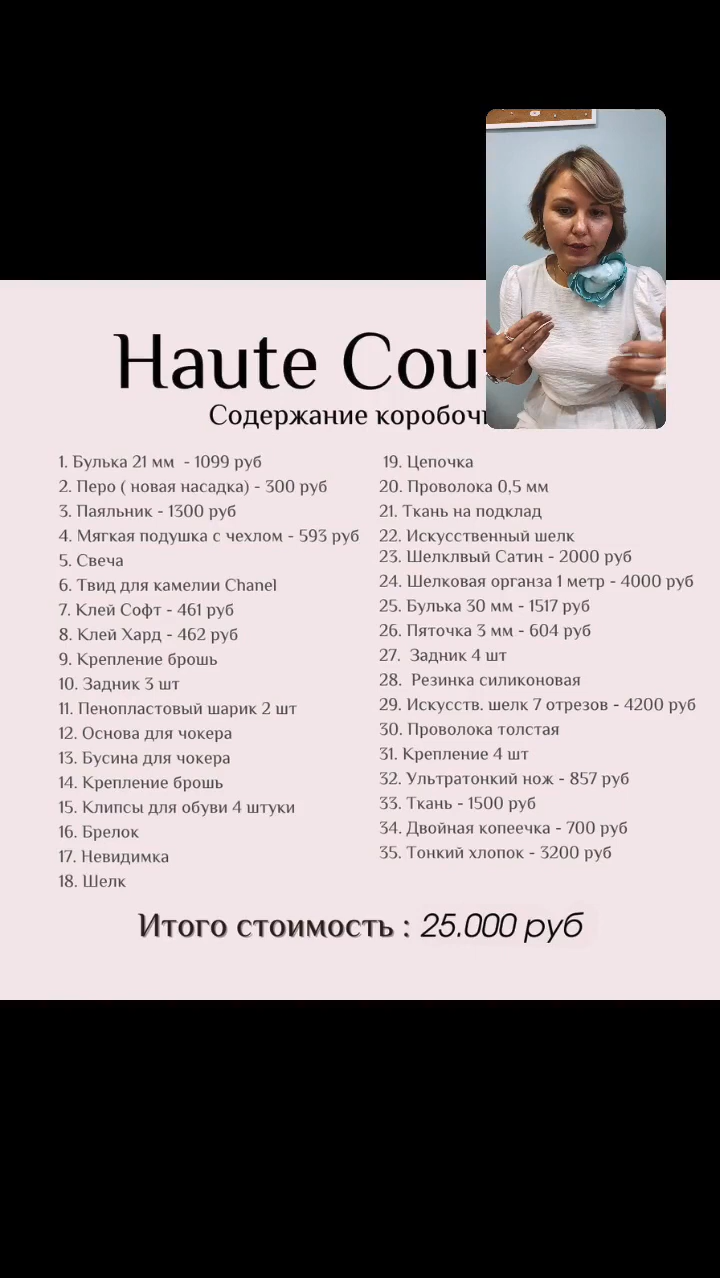 Haute Cou
Содержание коробоч
1. Булька 21 мм - 1099 руб
2. Перо ( новая насадка) - 300 руб
3. Паяльник - 1300 руб
4. Мягкая подушка с чехлом - 593 руб
5. Свеча
6. Твид для камелии Chanel
7. Клей Софт - 461 руб
8. Клей Хард - 462 руб
9. Крепление брошь
10. Задник 3 шт
11. Пенопластовый шарик 2 шт
12. Основа для чокера
13. Бусина для чокера
14. Крепление брошь
15. Клипсы для обуви 4 штуки
16. Брелок
17. Невидимка
18. Шелк
19. Цепочка
20. Проволока 0,5 мм
21. Ткань на подклад
22. Искусственный шелк
23. Шелклвый Сатин - 2000 руб
24. Шелковая органза 1 метр - 4000 руб
25. Булька 30 мм - 1517 руб
26. Пяточка 3 мм - 604 руб
27. Задник 4 шт
28. Резинка силиконовая
29. Искусств. шелк 7 отрезов - 4200 руб
30. Проволока толстая
31. Крепление 4 шт
32. Ультратонкий нож - 857 руб
33. Ткань - 1500 руб
34. Двойная копеечка - 700 руб
35. Тонкий хлопок - 3200 руб
Итого стоимость : 25.000 руб